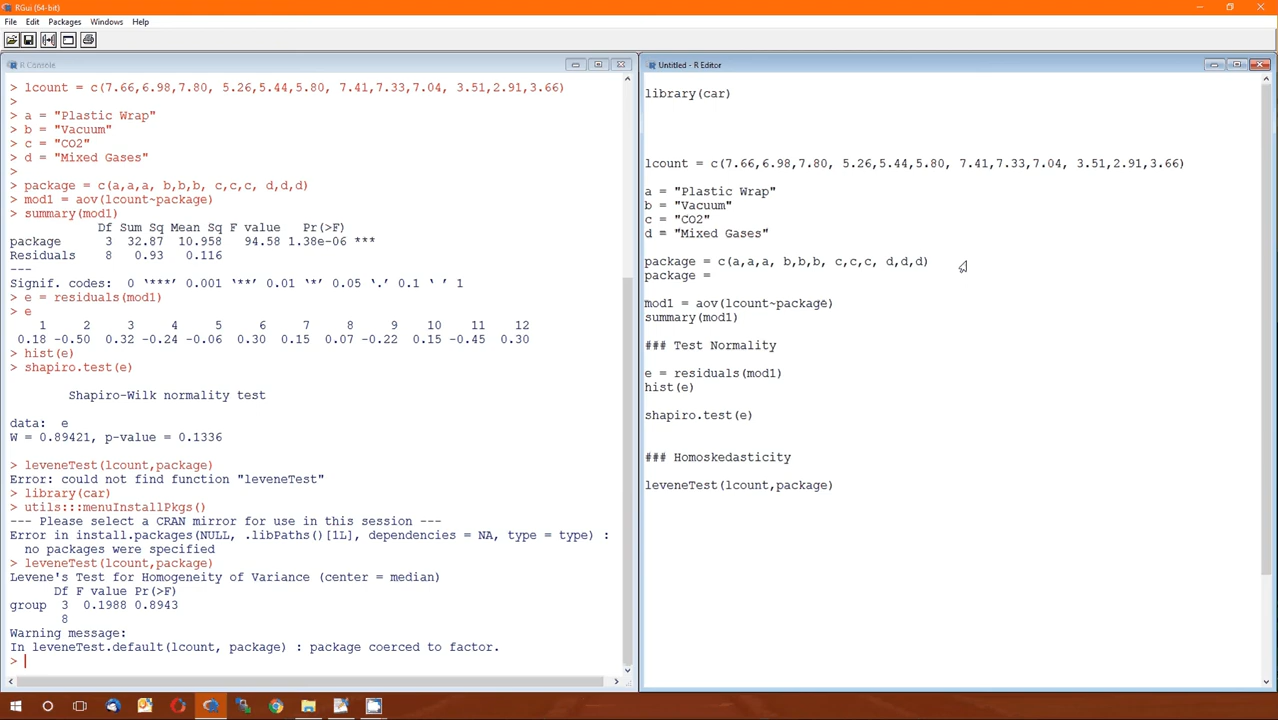 RGui (64-bit)
File Edit Packages Windows Help
R Console
> lcount = c(7.66,6.98,7.80, 5.26,5.44,5.80, 7.41,7.33,7.04, 3.51,2.91,3.66)
>
> a = "Plastic Wrap"
> b = "Vacuum"
> c = "CO2"
> d = "Mixed Gases"
>
> package = c(a,a,a, b,b,b, c,c,c, d,d,d)
> mod1 = aov(lcount~package)
> summary(mod1)
Df Sum Sq Mean Sq F value Pr(>F)
package 3 32.87 10.958 94.58 1.38e-06 ***
Residuals 8 0.93 0.116
---
Signif. codes: 0 ‘***’ 0.001 ‘**’ 0.01 ‘*’ 0.05 ‘.’ 0.1 ‘ ’ 1
> e = residuals(mod1)
> e
1 2 3 4 5 6 7 8 9 10 11 12
0.18 -0.50 0.32 -0.24 -0.06 0.30 0.15 0.07 -0.22 0.15 -0.45 0.30
> hist(e)
> shapiro.test(e)
Shapiro-Wilk normality test
data: e
W = 0.89421, p-value = 0.1336
> leveneTest(lcount,package)
Error: could not find function "leveneTest"
> library(car)
> utils:::menuInstallPkgs()
--- Please select a CRAN mirror for use in this session ---
Error in install.packages(NULL, .libPaths()[1L], dependencies = NA, type = type) :
no packages were specified
> leveneTest(lcount,package)
Levene's Test for Homogeneity of Variance (center = median)
Df F value Pr(>F)
group 3 0.1988 0.8943
8
Warning message:
In leveneTest.default(lcount, package) : package coerced to factor.
>
Untitled - R Editor
library(car)
lcount = c(7.66,6.98,7.80, 5.26,5.44,5.80, 7.41,7.33,7.04, 3.51,2.91,3.66)
a = "Plastic Wrap"
b = "Vacuum"
c = "CO2"
d = "Mixed Gases"
package = c(a,a,a, b,b,b, c,c,c, d,d,d)
package =
mod1 = aov(lcount~package)
summary(mod1)
### Test Normality
e = residuals(mod1)
hist(e)
shapiro.test(e)
### Homoskedasticity
leveneTest(lcount,package)